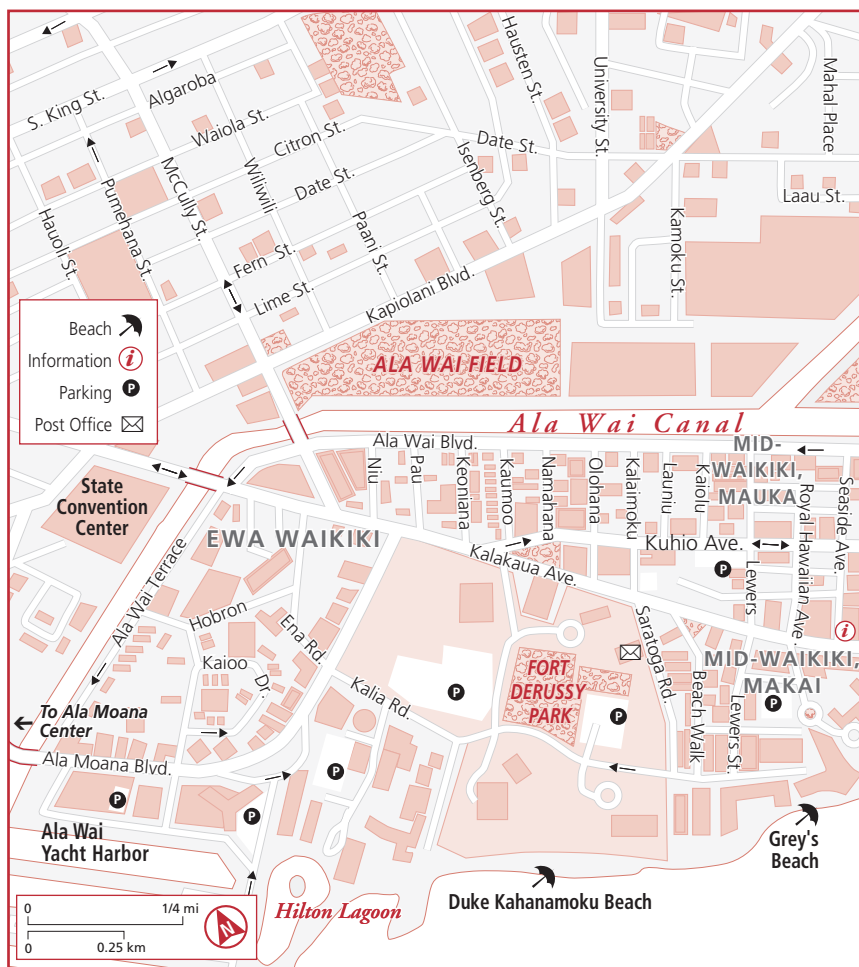 S. King St.
Algaroba
Waiola St.
Citron St.
Date St.
Hausten St.
University St.
Mahal Place
Date St.
Isenberg St.
Laau St.
Kamoku St.
Hauoli St.
Pumehana St.
McCully St.
Wiliwili
Paani St.
Fern St.
Lime St.
Kapiolani Blvd.
Beach
Information i
Parking P
Post Office
ALA WAI FIELD
Ala Wai Canal
Ala Wai Blvd.
MID-
WAIKIKI,
MAUKA
State
Convention
Center
EWA WAIKIKI
Niu
Pau
Keoniana
Kaumoo
Namahana
Olohana
Kalaimoku
Launiu
Kaiolu
Lewers
Royal Hawaiian Ave.
Seaside Ave.
Kuhio Ave.
P
Kalakaua Ave.
i
Ala Wai Terrace
Hobron
Ena Rd.
Kaioo
Dr.
Kalia Rd.
Saratoga Rd.
Beach Walk
Lewers St.
MID-WAIKIKI,
MAKAI
P
FORT
DERUSSY
PARK
P
P
To Ala Moana
Center
Ala Moana Blvd.
P
P
P
Ala Wai
Yacht Harbor
Grey's
Beach
Duke Kahanamoku Beach
Hilton Lagoon
0 1/4 mi
0 0.25 km
N